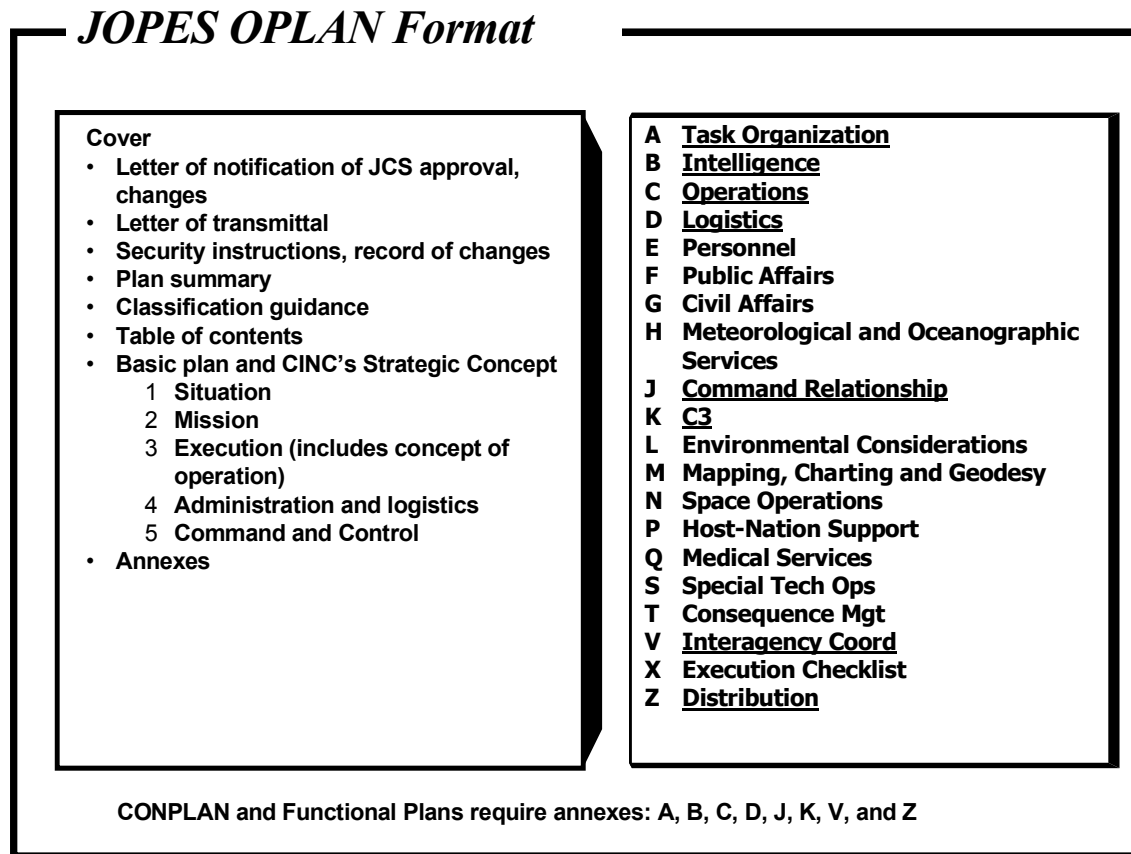 JOPES OPLAN Format
Cover
• Letter of notification of JCS approval,
changes
• Letter of transmittal
• Security instructions, record of changes
• Plan summary
• Classification guidance
• Table of contents
• Basic plan and CINC's Strategic Concept
1 Situation
2 Mission
3 Execution (includes concept of
operation)
4 Administration and logistics
5 Command and Control
• Annexes
A Task Organization
B Intelligence
C Operations
D Logistics
E Personnel
F Public Affairs
G Civil Affairs
H Meteorological and Oceanographic
Services
J Command Relationship
K C3
L Environmental Considerations
M Mapping, Charting and Geodesy
N Space Operations
P Host-Nation Support
Q Medical Services
S Special Tech Ops
T Consequence Mgt
V Interagency Coord
X Execution Checklist
Z Distribution
CONPLAN and Functional Plans require annexes: A, B, C, D, J, K, V, and Z